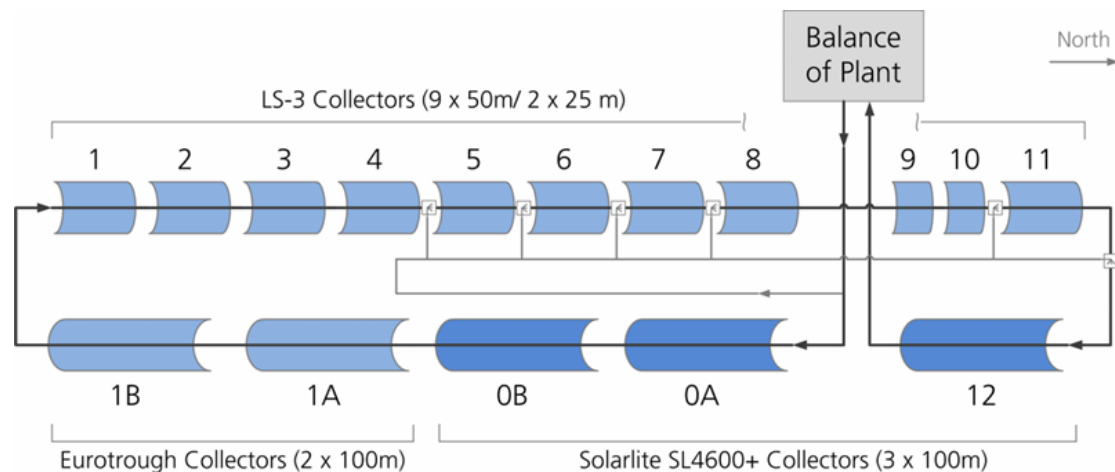 Balance
of Plant
North
LS-3 Collectors (9 x 50m/ 2 x 25 m)
1 2 3 4 5 6 7 8 9 10 11
1B 1A 0B 0A 12
Eurotrough Collectors (2 x 100m) Solarlite SL4600+ Collectors (3 x 100m)